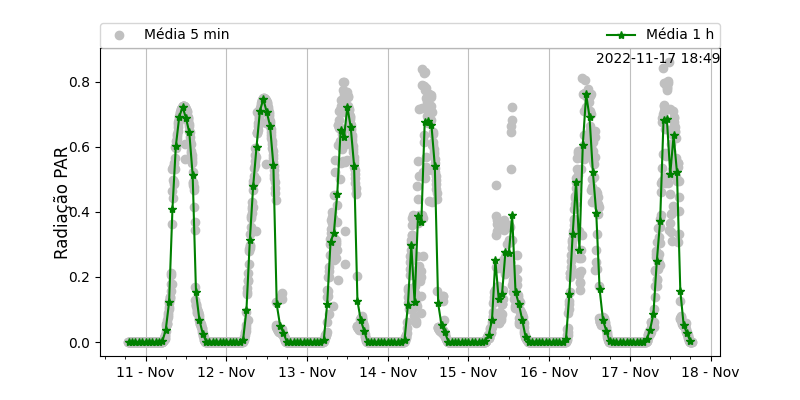 Média 5 min
Média 1 h
2022-11-17 18:49
Radiação PAR
0.8
0.6
0.4
0.2
0.0
11 - Nov
12 - Nov
13 - Nov
14 - Nov
15 - Nov
16 - Nov
17 - Nov
18 - Nov